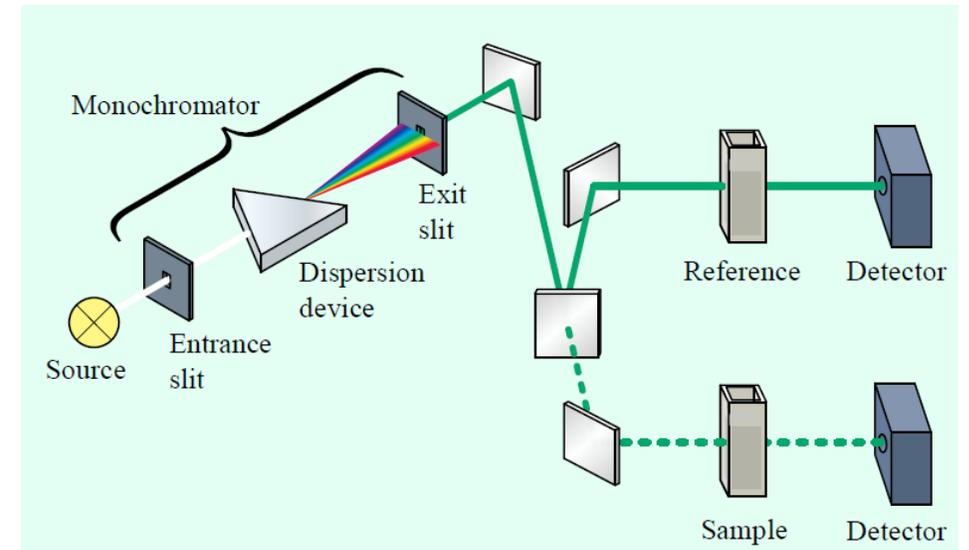 Monochromator
Exit
slit
Reference
Detector
Dispersion
device
Entrance
slit
Source
Sample
Detector